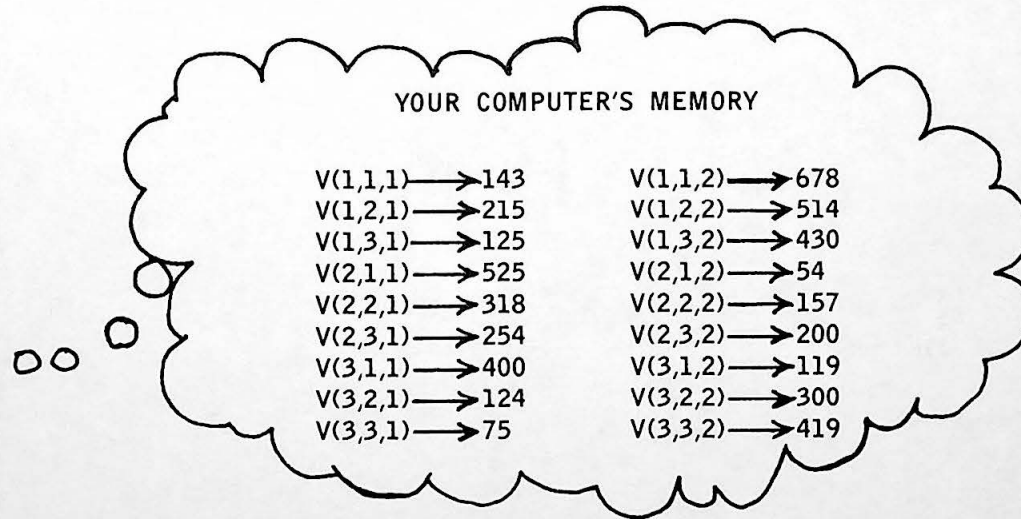 YOUR COMPUTER'S MEMORY
V(1,1,1)→143 V(1,1,2)→678
V(1,2,1)→215 V(1,2,2)→514
V(1,3,1)→125 V(1,3,2)→430
V(2,1,1)→525 V(2,1,2)→54
V(2,2,1)→318 V(2,2,2)→157
V(2,3,1)→254 V(2,3,2)→200
V(3,1,1)→400 V(3,1,2)→119
V(3,2,1)→124 V(3,2,2)→300
V(3,3,1)→75 V(3,3,2)→419